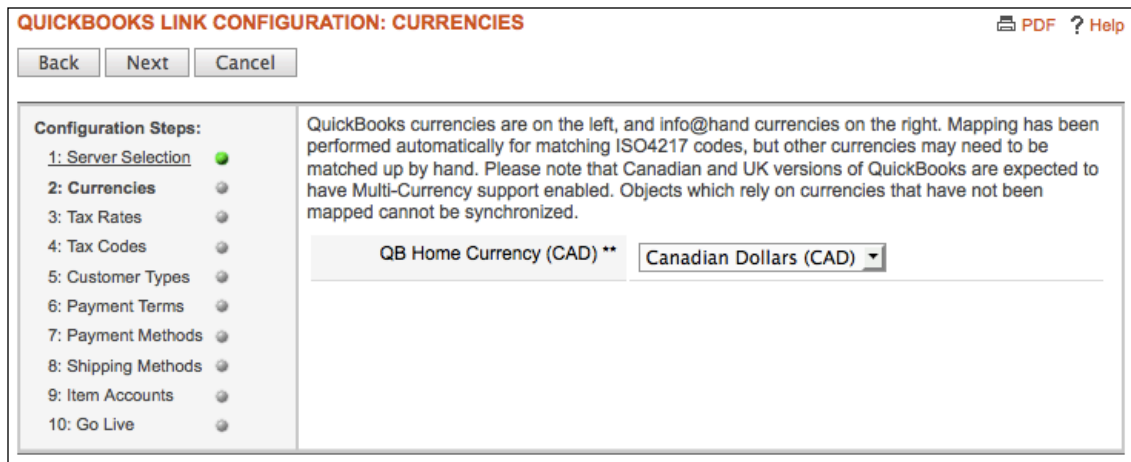 QUICKBOOKS LINK CONFIGURATION: CURRENCIES
PDF ? Help
Back Next Cancel
Configuration Steps:
1: Server Selection
2: Currencies
3: Tax Rates
4: Tax Codes
5: Customer Types
6: Payment Terms
7: Payment Methods
8: Shipping Methods
9: Item Accounts
10: Go Live
QuickBooks currencies are on the left, and info@hand currencies on the right. Mapping has been
performed automatically for matching ISO4217 codes, but other currencies may need to be
matched up by hand. Please note that Canadian and UK versions of QuickBooks are expected to
have Multi-Currency support enabled. Objects which rely on currencies that have not been
mapped cannot be synchronized.
QB Home Currency (CAD) ** Canadian Dollars (CAD)